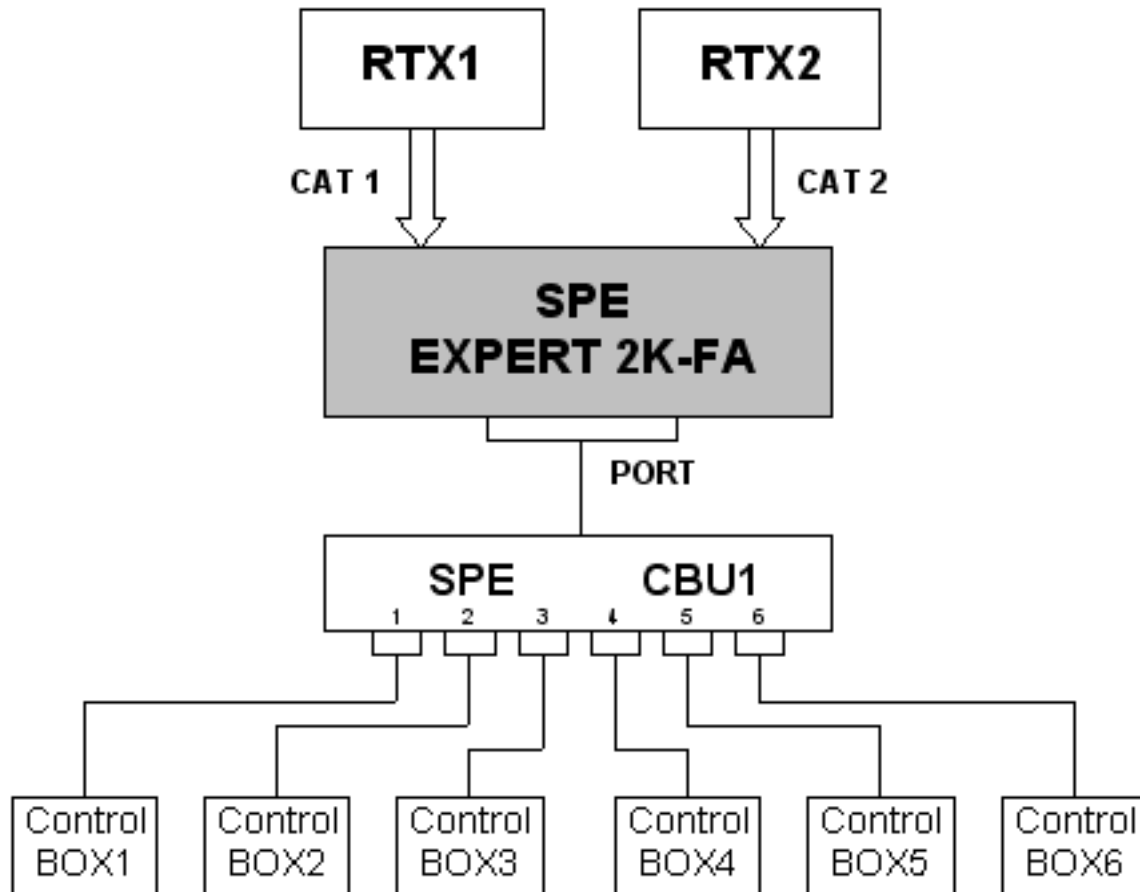 RTX1 RTX2
CAT 1 CAT 2
SPE
EXPERT 2K-FA
PORT
SPE CBU1
1 2 3 4 5 6
Control BOX1
Control BOX2
Control BOX3
Control BOX4
Control BOX5
Control BOX6